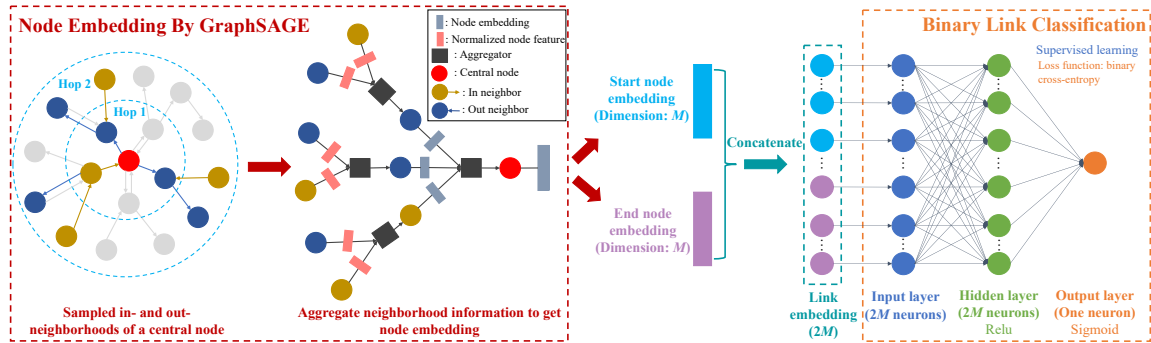 Node Embedding By GraphSAGE
Hop 2
Hop 1
: Node embedding
: Normalized node feature
: Aggregator
: Central node
: In neighbor
: Out neighbor
Sampled in- and out-
neighborhoods of a central node
Aggregate neighborhood information to get
node embedding
Start node
embedding
(Dimension: M)
End node
embedding
(Dimension: M)
Concatenate
Link
embedding
(2M)
Binary Link Classification
Supervised learning
Loss function: binary
cross-entropy
Input layer
(2M neurons)
Hidden layer
(2M neurons)
Relu
Output layer
(One neuron)
Sigmoid